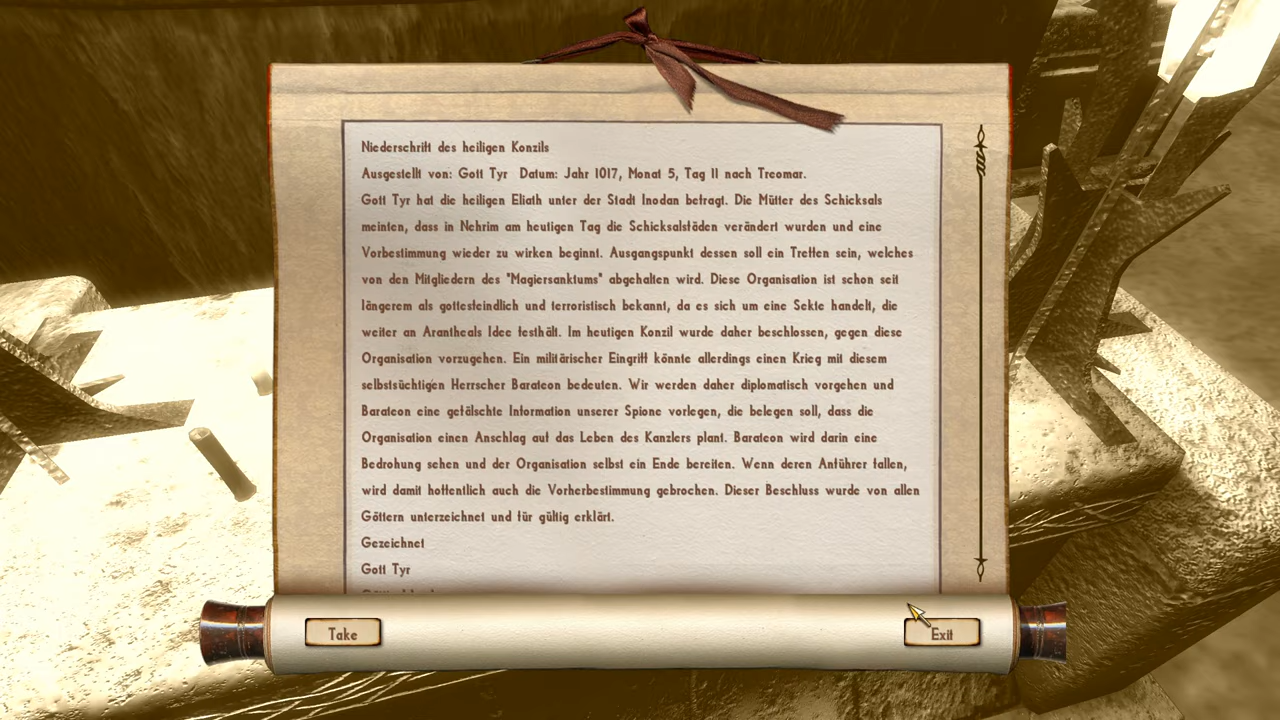 Niederschrift des heiligen Konzils
Ausgestellt von: Gott Tyr Datum: Jahr 1017, Monat 5, Tag 11 nach Treomar.
Gott Tyr hat die heiligen Eliath unter der Stadt Inodan befragt. Die Mütter des Schicksals
meinten, dass in Nehrim am heutigen Tag die Schicksalsfäden verändert wurden und eine
Vorbestimmung wieder zu wirken beginnt. Ausgangspunkt dessen soll ein Treffen sein, welches
von den Mitgliedern des "Magiersanktums" abgehalten wird. Diese Organisation ist schon seit
längerem als gottesfeindlich und terroristisch bekannt, da es sich um eine Sekte handelt, die
weiter an Arantheals Idee festhält. Im heutigen Konzil wurde daher beschlossen, gegen diese
Organisation vorzugehen. Ein militärischer Eingriff könnte allerdings einen Krieg mit diesem
selbstsüchtigen Herrscher Barateon bedeuten. Wir werden daher diplomatisch vorgehen und
Barateon eine gefälschte Information unserer Spione vorlegen, die belegen soll, dass die
Organisation einen Anschlag auf das Leben des Kanzlers plant. Barateon wird darin eine
Bedrohung sehen und der Organisation selbst ein Ende bereiten. Wenn deren Anführer fallen,
wird damit hoffentlich auch die Vorherbestimmung gebrochen. Dieser Beschluss wurde von allen
Göttern unterzeichnet und für gültig erklärt.
Gezeichnet
Gott Tyr
Take
Exit